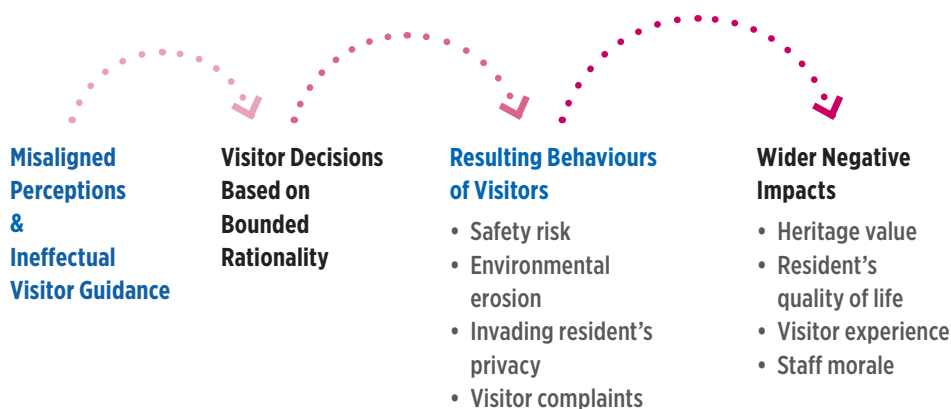 Misaligned
Perceptions
&
Ineffectual
Visitor Guidance
Visitor Decisions
Based on
Bounded
Rationality
Resulting Behaviours
of Visitors
• Safety risk
• Environmental
erosion
• Invading resident's
privacy
• Visitor complaints
Wider Negative
Impacts
• Heritage value
• Resident's
quality of life
• Visitor experience
• Staff morale